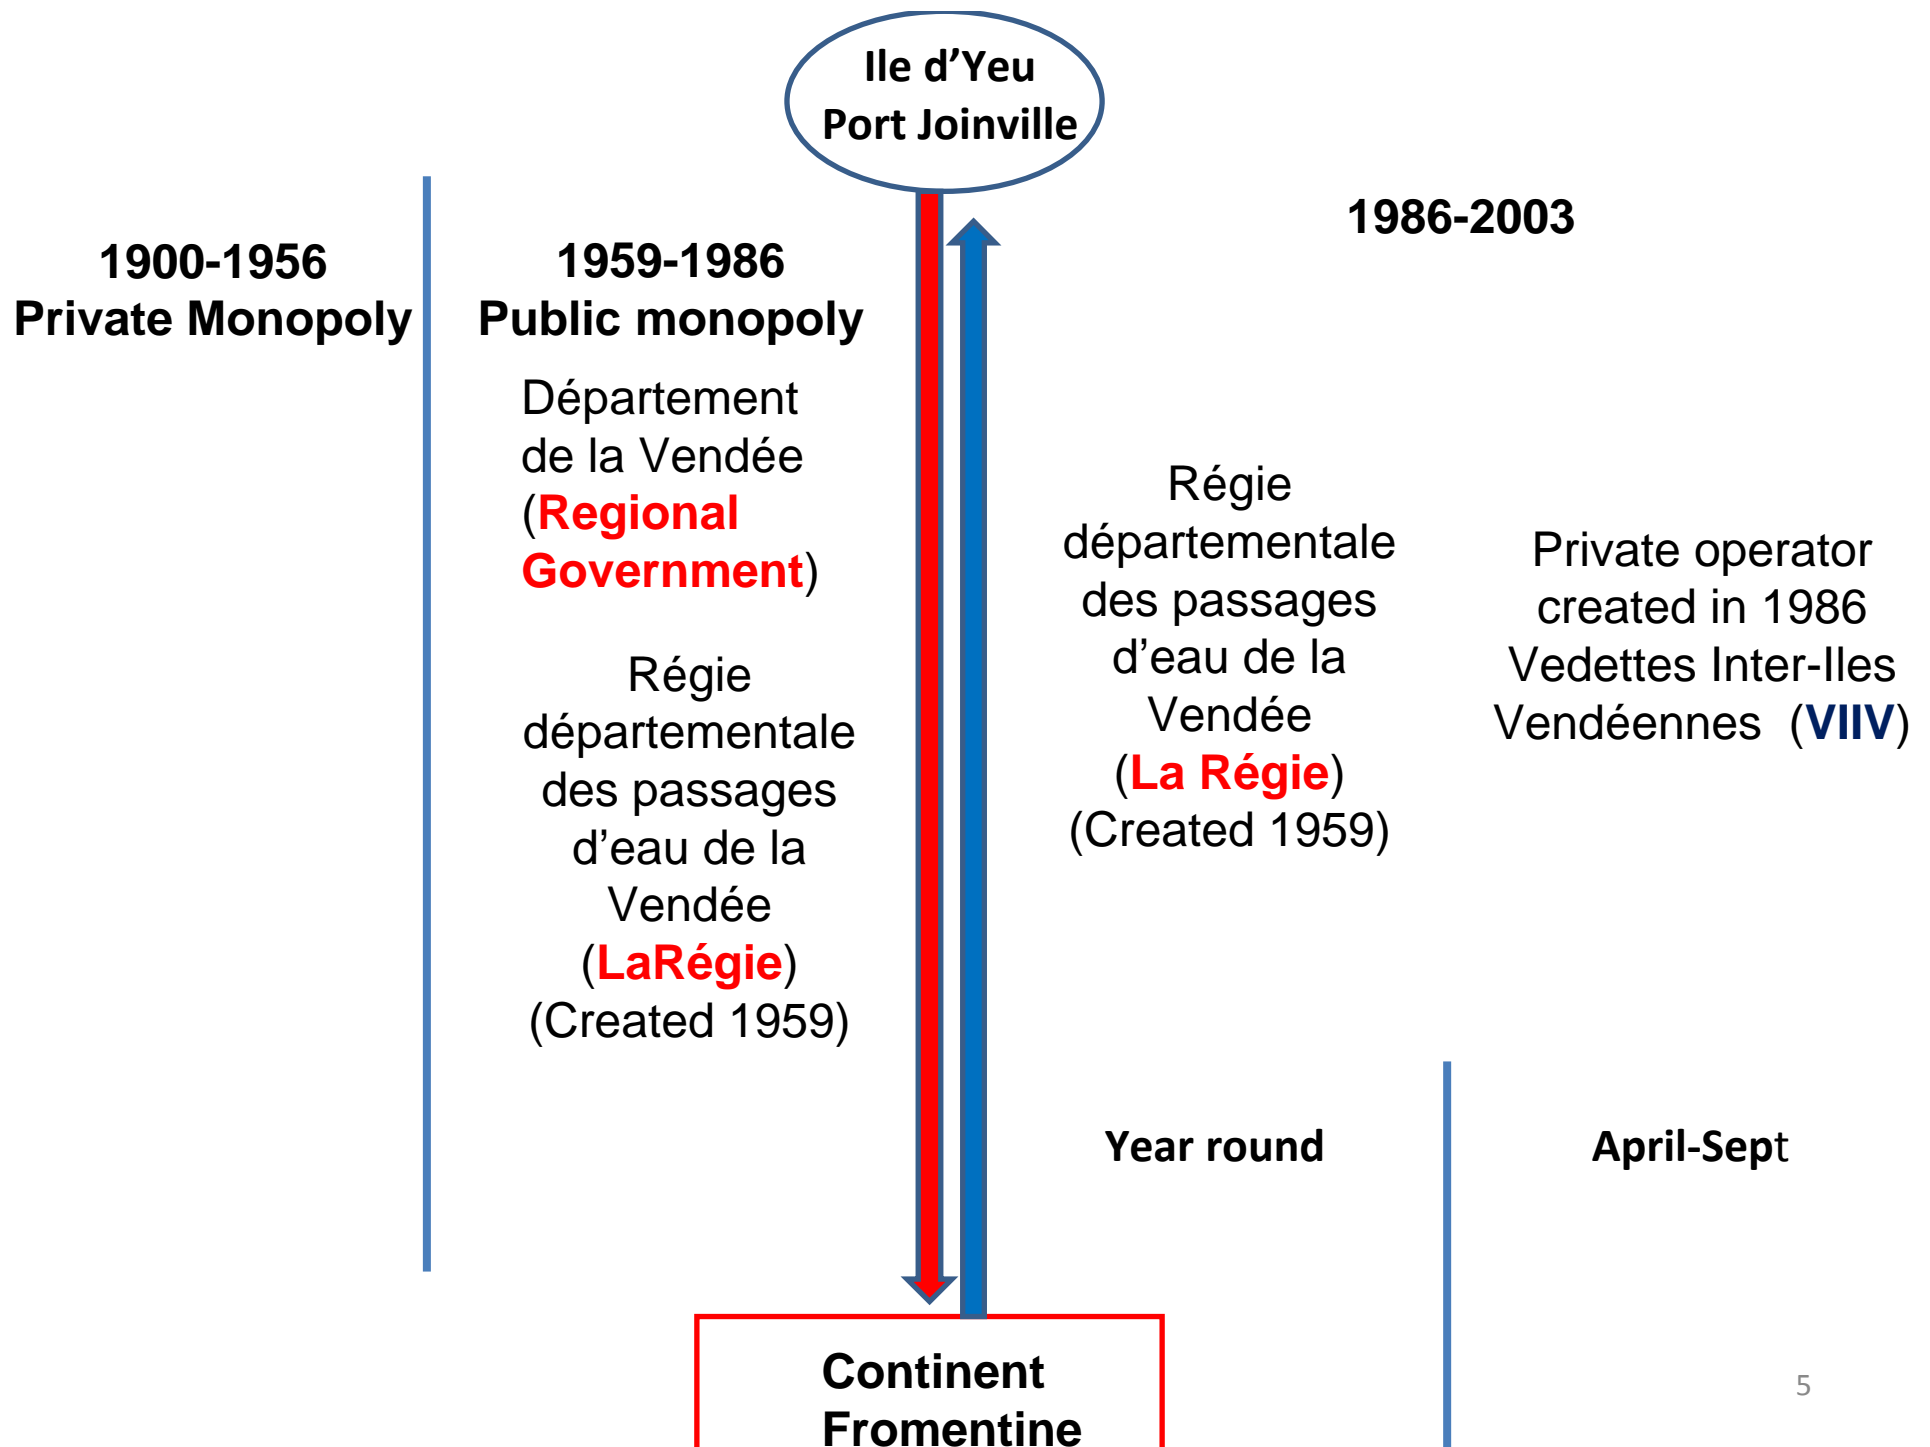 Ile d'Yeu
Port Joinville
1900-1956
Private Monopoly
1959-1986
Public monopoly
Département
de la Vendée
(Regional
Government)
Régie
départementale
des passages
d'eau de la
Vendée
(LaRégie)
(Created 1959)
1986-2003
Régie
départementale
des passages
d'eau de la
Vendée
(La Régie)
(Created 1959)
Private operator
created in 1986
Vedettes Inter-Iles
Vendéennes (VIIV)
Year round
April-Sept
Continent
Fromentine
5